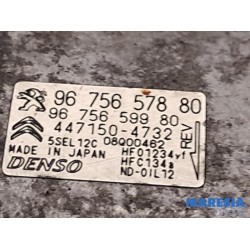 96 756 578 80
96 756 599 80
447150-4732
5SEL12C 08Q00462
REV
MADE IN JAPAN HFO1234yf
HFC134a
DENSO ND-OIL12
MARESIA